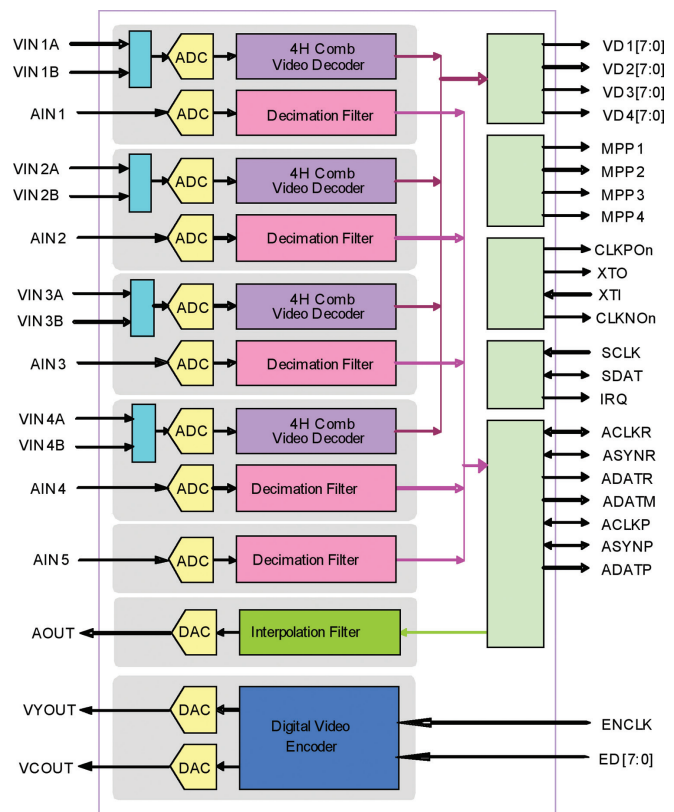 VIN1A
VIN1B
ADC
4H Comb
Video Decoder
AIN1
ADC
Decimation Filter
VIN2A
VIN2B
ADC
4H Comb
Video Decoder
AIN2
ADC
Decimation Filter
VIN3A
VIN3B
ADC
4H Comb
Video Decoder
AIN3
ADC
Decimation Filter
VIN4A
VIN4B
ADC
4H Comb
Video Decoder
AIN4
ADC
Decimation Filter
AIN5
ADC
Decimation Filter
AOUT
DAC
Interpolation Filter
VYOUT
DAC
VCOUT
DAC
Digital Video
Encoder
VD1[7:0]
VD2[7:0]
VD3[7:0]
VD4[7:0]
MPP1
MPP2
MPP3
MPP4
CLKPOn
XTO
XTI
CLKNOn
SCLK
SDAT
IRQ
ACLKR
ASYNR
ADATR
ADATM
ACLKP
ASYNP
ADATP
ENCLK
ED[7:0]